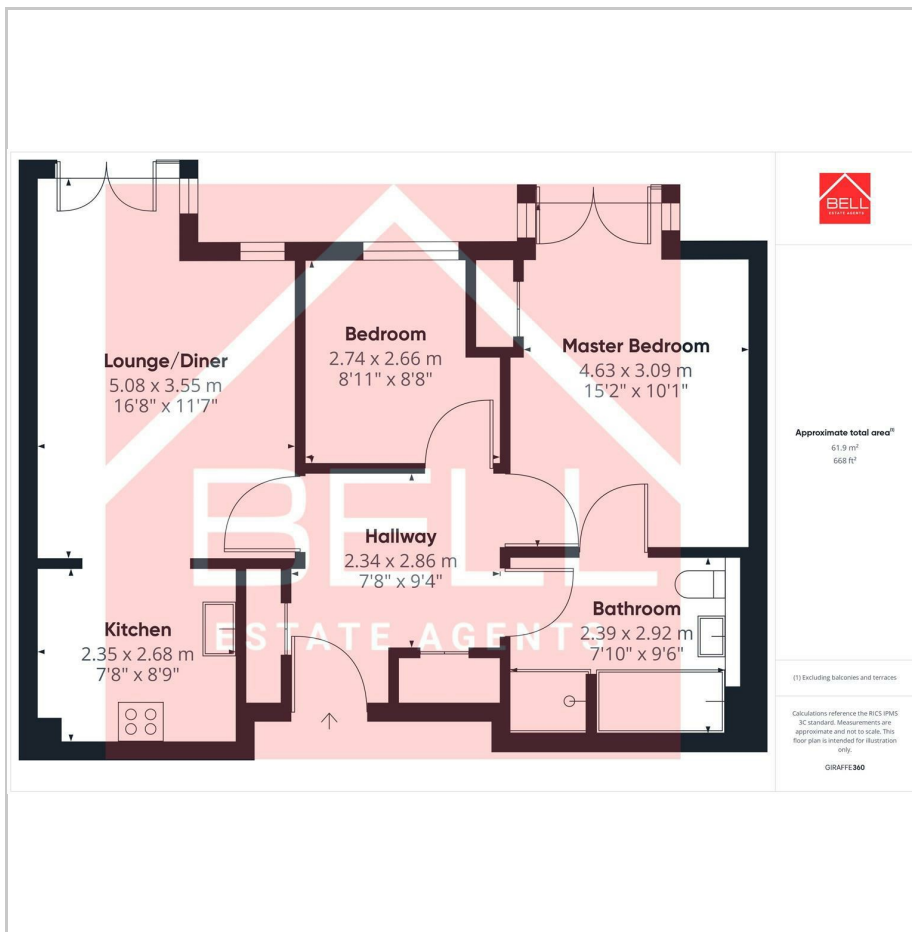 Lounge/Diner
5.08 x 3.55 m
16'8" x 11'7"
Bedroom
2.74 x 2.66 m
8'11" x 8'8"
Master Bedroom
4.63 x 3.09 m
15'2" x 10'1"
Hallway
2.34 x 2.86 m
7'8" x 9'4"
Kitchen
2.35 x 2.68 m
7'8" x 8'9"
Bathroom
2.39 x 2.92 m
7'10" x 9'6"
BELL
ESTATE AGENTS
BELL
ESTATE AGENTS
Approximate total area⁽¹⁾
61.9 m²
668 ft²
(1) Excluding balconies and terraces
Calculations reference the RICS IPMS
3C standard. Measurements are
approximate and not to scale. This
floor plan is intended for illustration
only.
GIRAFFE360